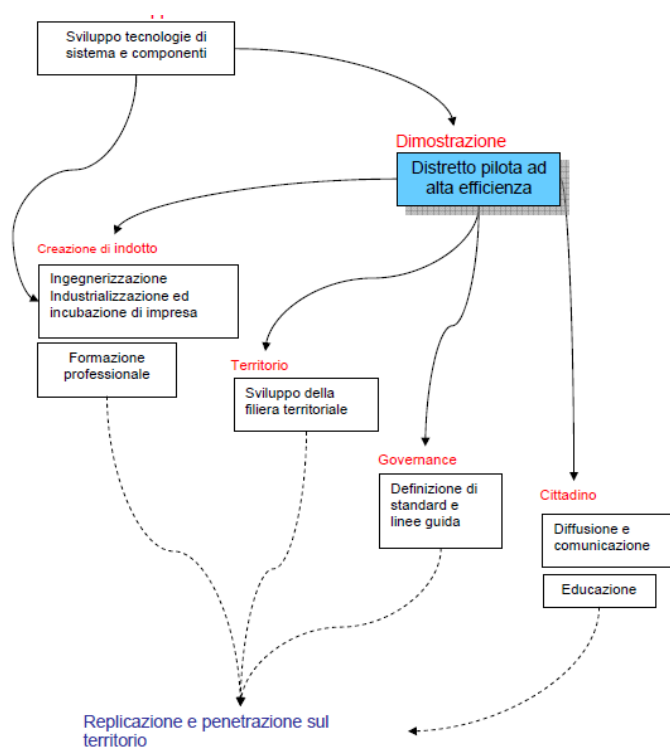 Sviluppo tecnologie di
sistema e componenti
Dimostrazione
Distretto pilota ad
alta efficienza
Creazione di indotto
Ingegnerizzazione
Industrializzazione ed
incubazione di impresa
Formazione
professionale
Territorio
Sviluppo della
filiera territoriale
Governance
Definizione di
standard e
linee guida
Cittadino
Diffusione e
comunicazione
Educazione
Replicazione e penetrazione sul
territorio